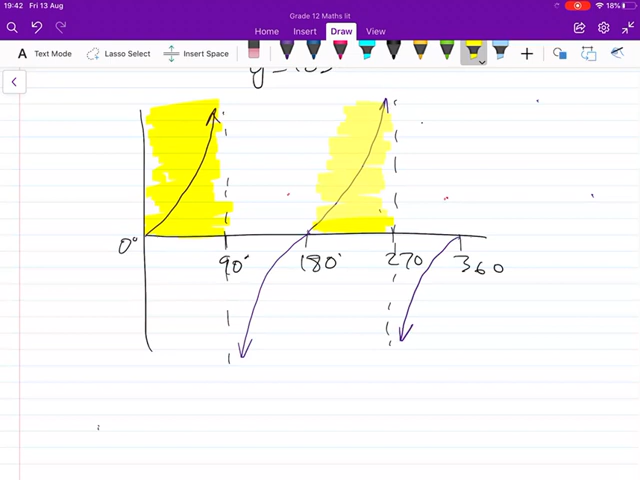 19:42 Fri 13 Aug
Grade 12 Maths lit
18%
Home Insert Draw View
A Text Mode Lasso Select Insert Space
0°
90° 180° 270 360